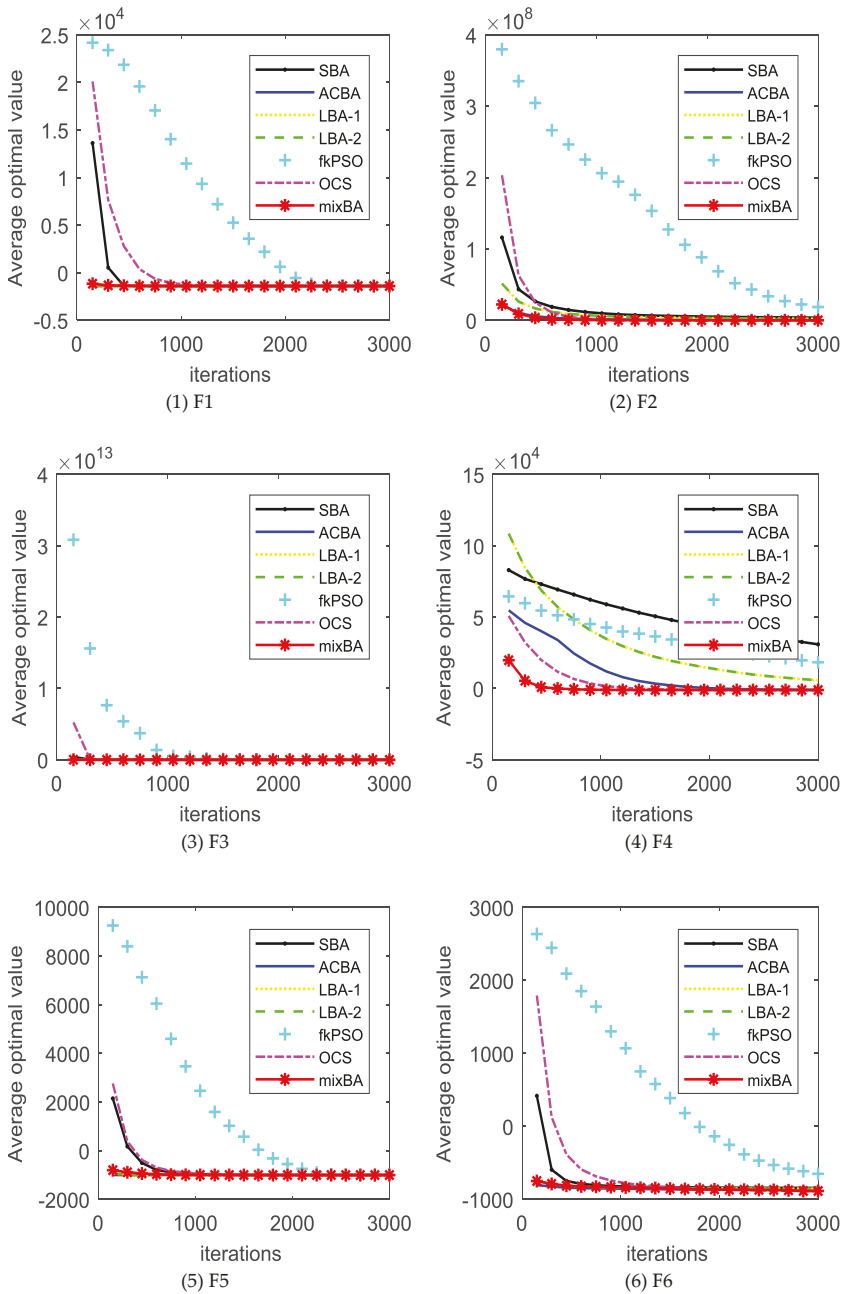 ×10^4
2.5
2
1.5
1
0.5
0
-0.5
0 1000 2000 3000
Average optimal value
iterations
SBA
ACBA
LBA-1
LBA-2
fkPSO
OCS
mixBA
(1) F1
×10^8
4
3
2
1
0
0 1000 2000 3000
Average optimal value
iterations
SBA
ACBA
LBA-1
LBA-2
fkPSO
OCS
mixBA
(2) F2
×10^13
4
3
2
1
0
0 1000 2000 3000
Average optimal value
iterations
SBA
ACBA
LBA-1
LBA-2
fkPSO
OCS
mixBA
(3) F3
×10^4
15
10
5
0
-5
0 1000 2000 3000
Average optimal value
iterations
SBA
ACBA
LBA-1
LBA-2
fkPSO
OCS
mixBA
(4) F4
10000
8000
6000
4000
2000
0
-2000
0 1000 2000 3000
Average optimal value
iterations
SBA
ACBA
LBA-1
LBA-2
fkPSO
OCS
mixBA
(5) F5
3000
2000
1000
0
-1000
0 1000 2000 3000
Average optimal value
iterations
SBA
ACBA
LBA-1
LBA-2
fkPSO
OCS
mixBA
(6) F6